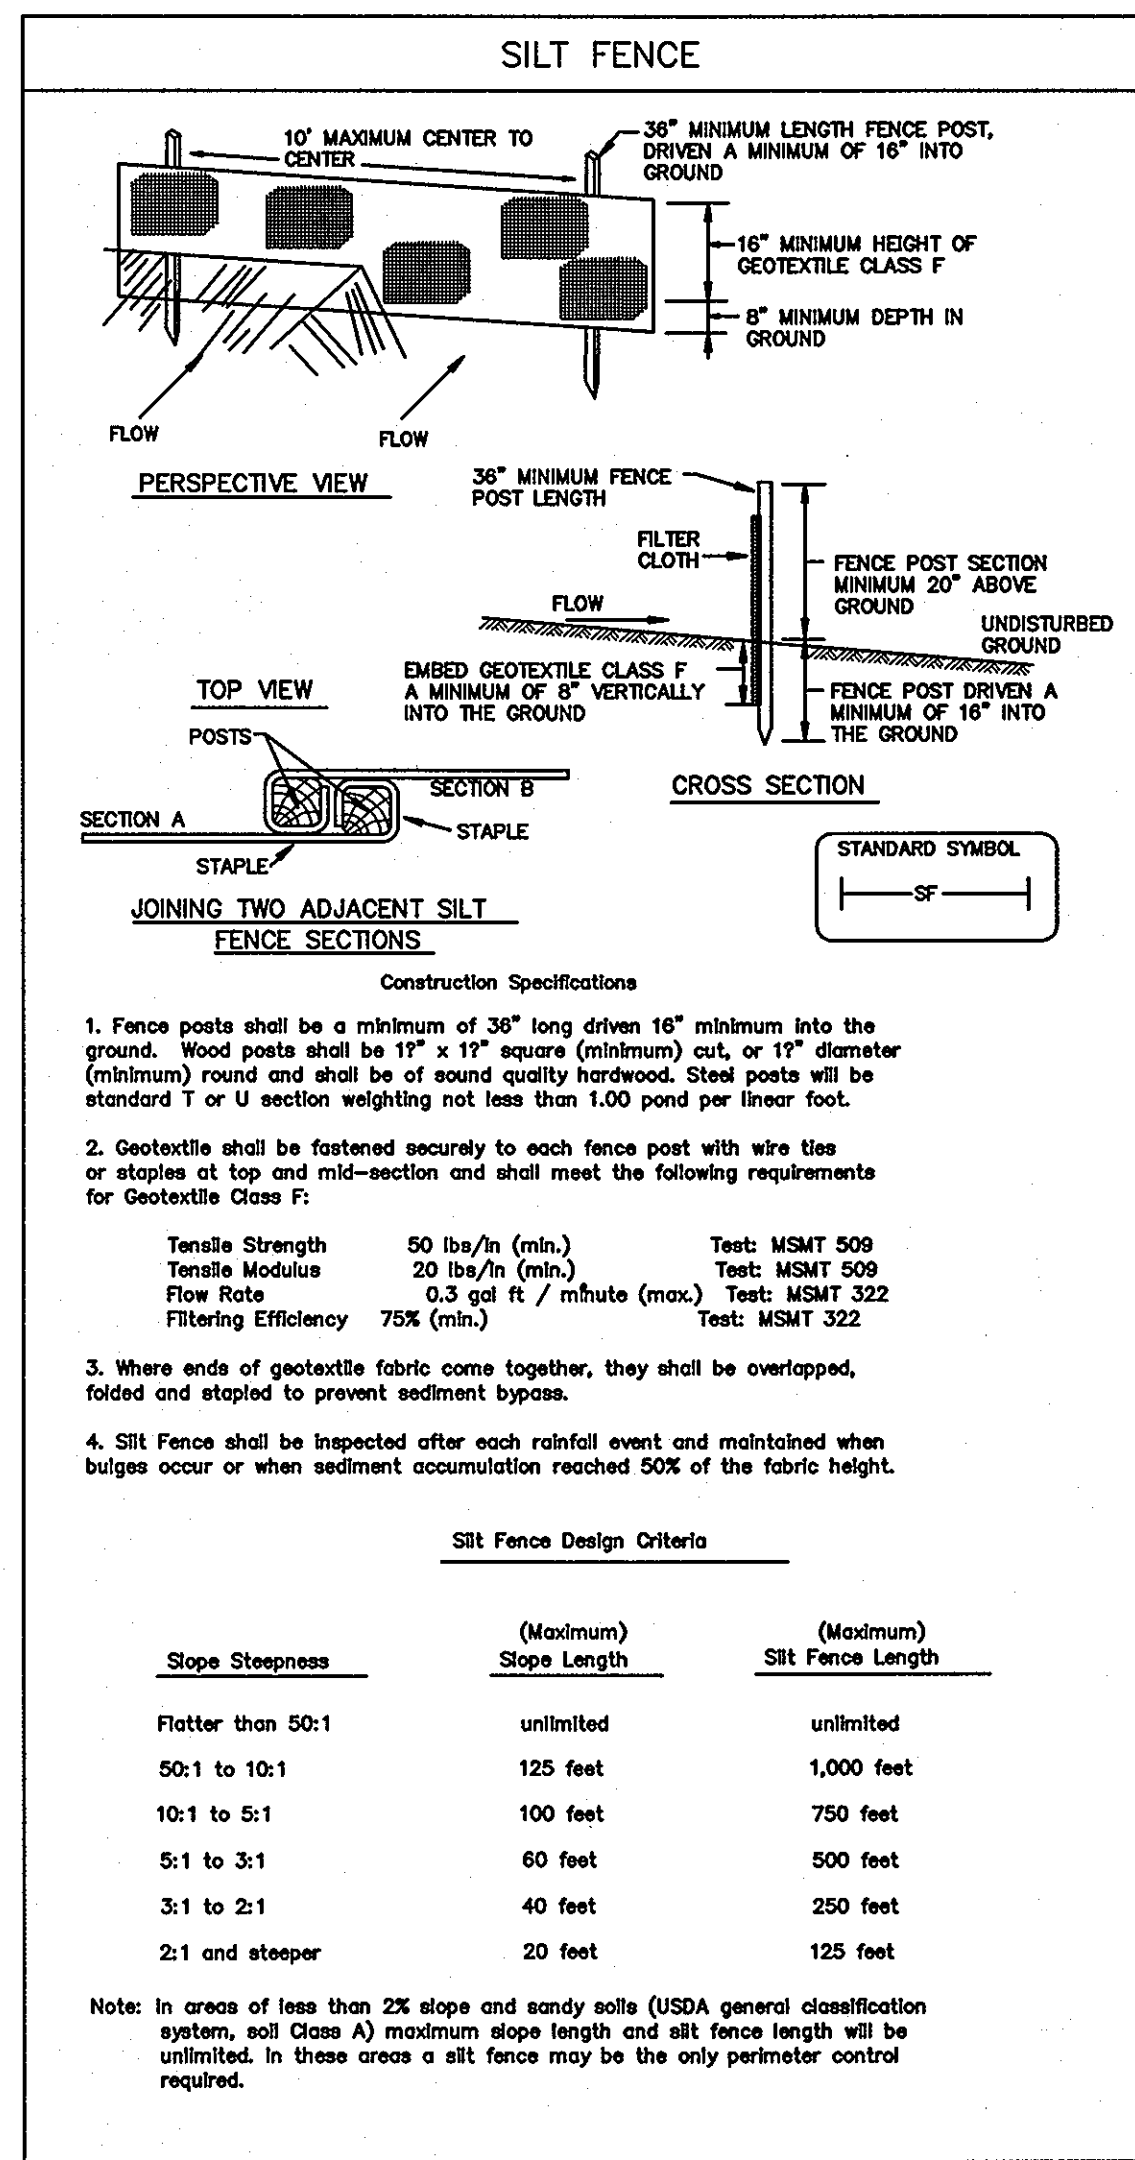 SILT FENCE
10' MAXIMUM CENTER TO
CENTER
36" MINIMUM LENGTH FENCE POST,
DRIVEN A MINIMUM OF 16" INTO
GROUND
16" MINIMUM HEIGHT OF
GEOTEXTILE CLASS F
8" MINIMUM DEPTH IN
GROUND
FLOW
FLOW
PERSPECTIVE VIEW
36" MINIMUM FENCE
POST LENGTH
FILTER
CLOTH
FENCE POST SECTION
MINIMUM 20" ABOVE
GROUND
FLOW
UNDISTURBED
GROUND
EMBED GEOTEXTILE CLASS F
A MINIMUM OF 8" VERTICALLY
INTO THE GROUND
FENCE POST DRIVEN A
MINIMUM OF 16" INTO
THE GROUND
CROSS SECTION
TOP VIEW
POSTS
SECTION B
SECTION A
STAPLE
STAPLE
JOINING TWO ADJACENT SILT
FENCE SECTIONS
STANDARD SYMBOL
SF
Construction Specifications
1. Fence posts shall be a minimum of 36" long driven 16" minimum into the
ground. Wood posts shall be 1?" x 1?" square (minimum) cut, or 1?" diameter
(minimum) round and shall be of sound quality hardwood. Steel posts will be
standard T or U section weighting not less than 1.00 pond per linear foot.
2. Geotextile shall be fastened securely to each fence post with wire ties
or staples at top and mid-section and shall meet the following requirements
for Geotextile Class F:
Tensile Strength 50 lbs/in (min.) Test: MSMT 509
Tensile Modulus 20 lbs/in (min.) Test: MSMT 509
Flow Rate 0.3 gal ft / minute (max.) Test: MSMT 322
Filtering Efficiency 75% (min.) Test: MSMT 322
3. Where ends of geotextile fabric come together, they shall be overlapped,
folded and stapled to prevent sediment bypass.
4. Silt Fence shall be inspected after each rainfall event and maintained when
bulges occur or when sediment accumulation reached 50% of the fabric height.
Silt Fence Design Criteria
(Maximum) (Maximum)
Slope Steepness Slope Length Silt Fence Length
Flatter than 50:1 unlimited unlimited
50:1 to 10:1 125 feet 1,000 feet
10:1 to 5:1 100 feet 750 feet
5:1 to 3:1 60 feet 500 feet
3:1 to 2:1 40 feet 250 feet
2:1 and steeper 20 feet 125 feet
Note: In areas of less than 2% slope and sandy soils (USDA general classification
system, soil Class A) maximum slope length and silt fence length will be
unlimited. In these areas a silt fence may be the only perimeter control
required.